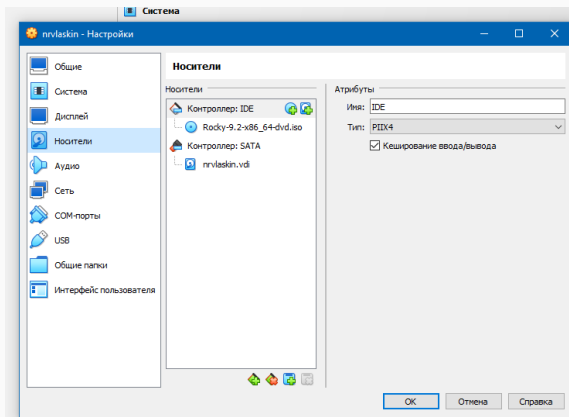 Система
nrvlaskin - Настройки
Общие
Система
Дисплей
Носители
Аудио
Сеть
COM-порты
USB
Общие папки
Интерфейс пользователя
Носители
Носители
Контроллер: IDE
Rocky-9.2-x86_64-dvd.iso
Контроллер: SATA
nrvlaskin.vdi
Атрибуты
Имя: IDE
Тип: PIIX4
Кеширование ввода/вывода
OK Отмена Справка